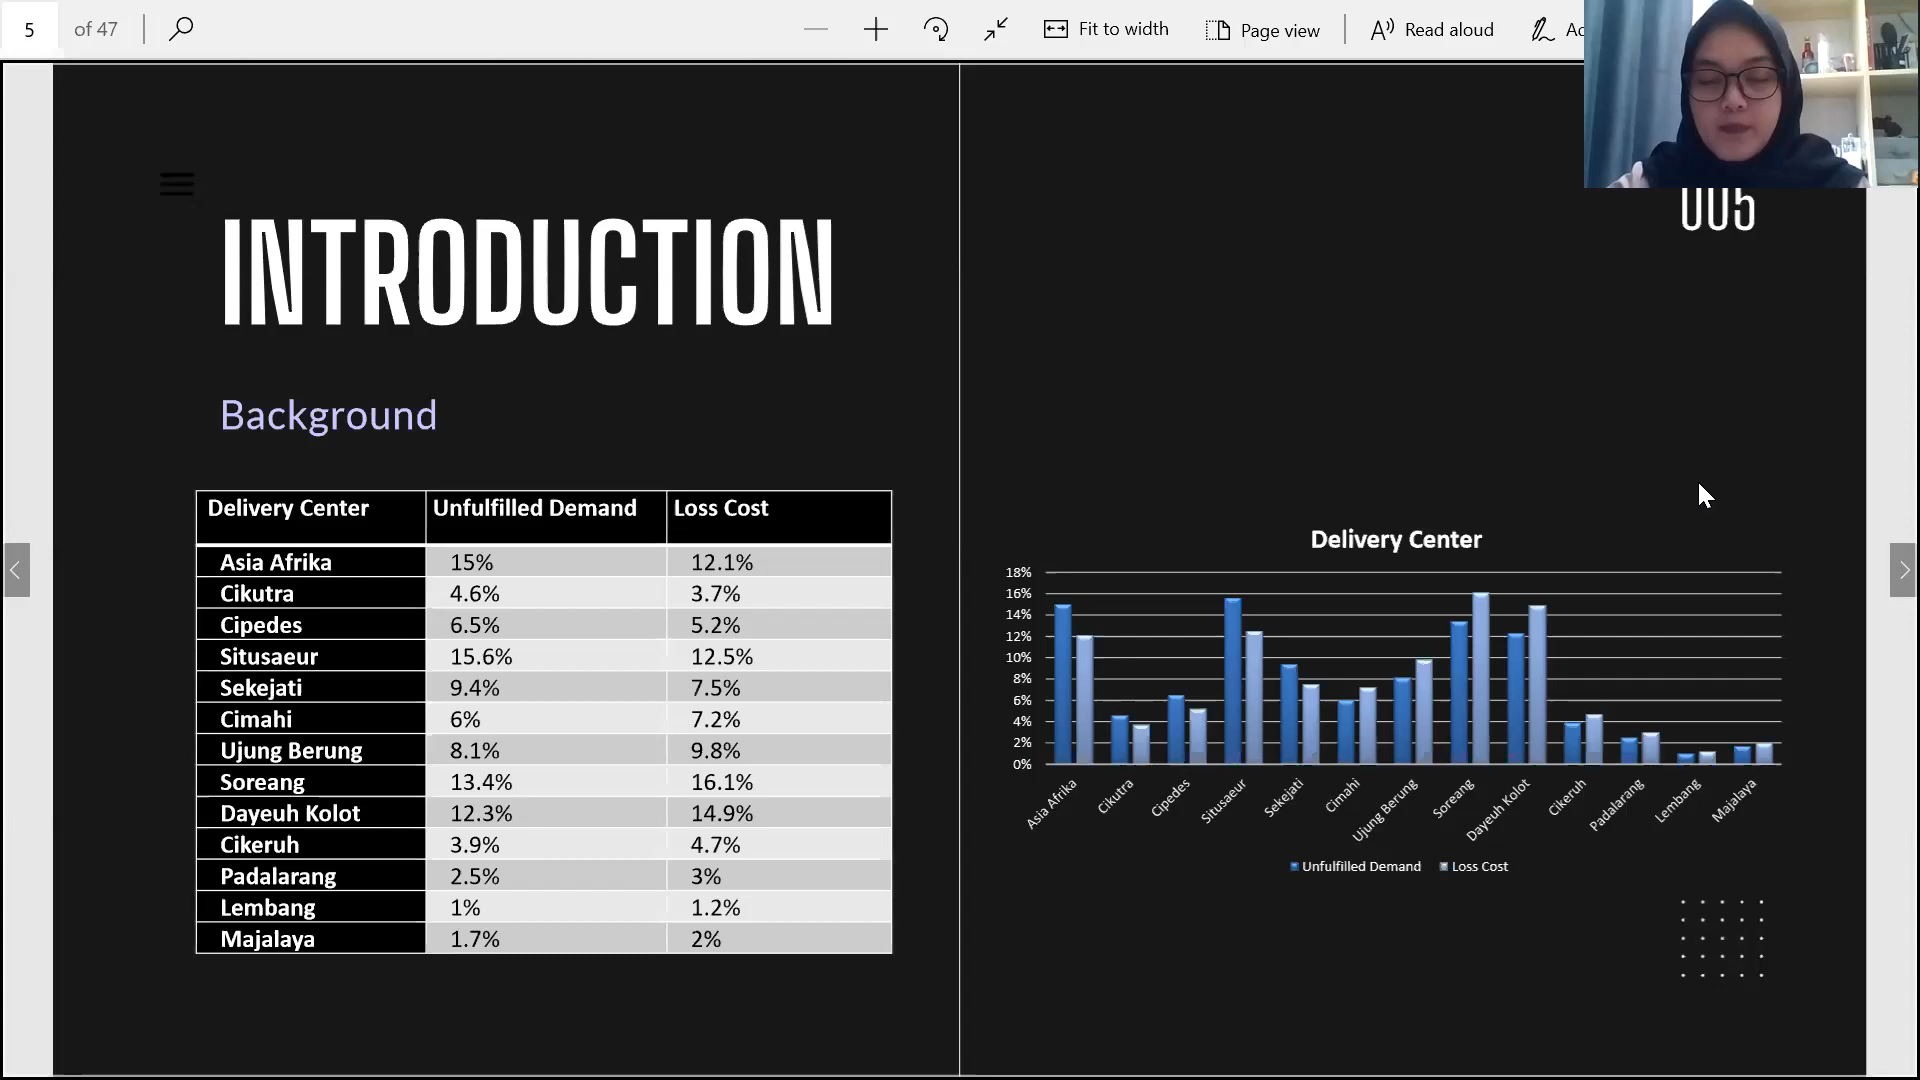 5 of 47 Fit to width Page view Read aloud
005
INTRODUCTION
Background
Delivery Center Unfulfilled Demand Loss Cost
Asia Afrika 15% 12.1%
Cikutra 4.6% 3.7%
Cipedes 6.5% 5.2%
Situsaeur 15.6% 12.5%
Sekejati 9.4% 7.5%
Cimahi 6% 7.2%
Ujung Berung 8.1% 9.8%
Soreang 13.4% 16.1%
Dayeuh Kolot 12.3% 14.9%
Cikeruh 3.9% 4.7%
Padalarang 2.5% 3%
Lembang 1% 1.2%
Majalaya 1.7% 2%
Delivery Center
18%
16%
14%
12%
10%
8%
6%
4%
2%
0%
Asia Afrika Cikutra Cipedes Situsaeur Sekejati Cimahi Ujung Berung Soreang Dayeuh Kolot Cikeruh Padalarang Lembang Majalaya
Unfulfilled Demand Loss Cost